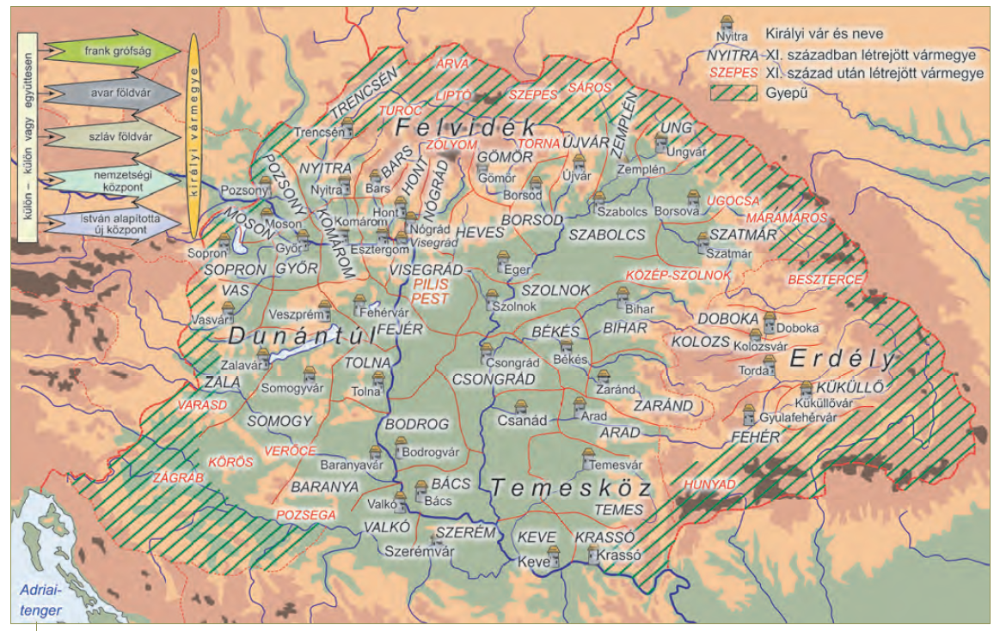 külön – külön vagy együttesen
frank grófság
avar földvár
szláv földvár
nemzetségi
központ
István alapította
új központ
királyi vármegye
Nyitra
Királyi vár és neve
NYITRA
XI. században létrejött vármegye
SZEPES
XI. század után létrejött vármegye
Gyepű
ÁRVA
TRENCSÉN
LIPTÓ
SZEPES
SÁROS
TURÓC
Trencsén
Felvidék
ZEMPLÉN
UNG
Ungvár
ZÓLYOM
TORNA
ÚJVÁR
Újvár
Zemplén
NYITRA
Nyitra
BARS
Bars
HONT
Hont
NÓGRÁD
Nógrád
GÖMÖR
Gömör
Borsod
BORSOD
POZSONY
Pozsony
MOSON
Moson
KOMÁROM
Komárom
Győr
Esztergom
Visegrád
HEVES
Szabolcs
SZABOLCS
Borsova
UGOCSA
MÁRAMAROS
SZATMÁR
Szatmár
Sopron
SOPRON
GYŐR
VISEGRÁD
PILIS
PEST
Eger
KÖZÉP-SZOLNOK
BESZTERCE
VAS
Vasvár
Veszprém
Fehérvár
FEJÉR
SZOLNOK
Szolnok
Bihar
BIHAR
DOBOKA
Doboka
KOLOZS
Kolozsvár
Dunántúl
BÉKÉS
Békés
Erdély
Zalavár
ZALA
Somogyvár
TOLNA
Tolna
Csongrád
CSONGRÁD
Torda
KÜKÜLLŐ
Küküllővár
Gyulafehérvár
FEHÉR
Zaránd
ZARÁND
VARASD
SOMOGY
BODROG
Bodrogvár
Csanád
Arad
ARAD
KŐRÖS
VERŐCE
Baranyavár
ZÁGRÁB
BARANYA
BÁCS
Bács
Temesvár
Temesköz
TEMES
HUNYAD
POZSEGA
Valkó
VALKÓ
SZERÉM
Szerémvár
KEVE
Keve
KRASSÓ
Krassó
Adriai-
tenger